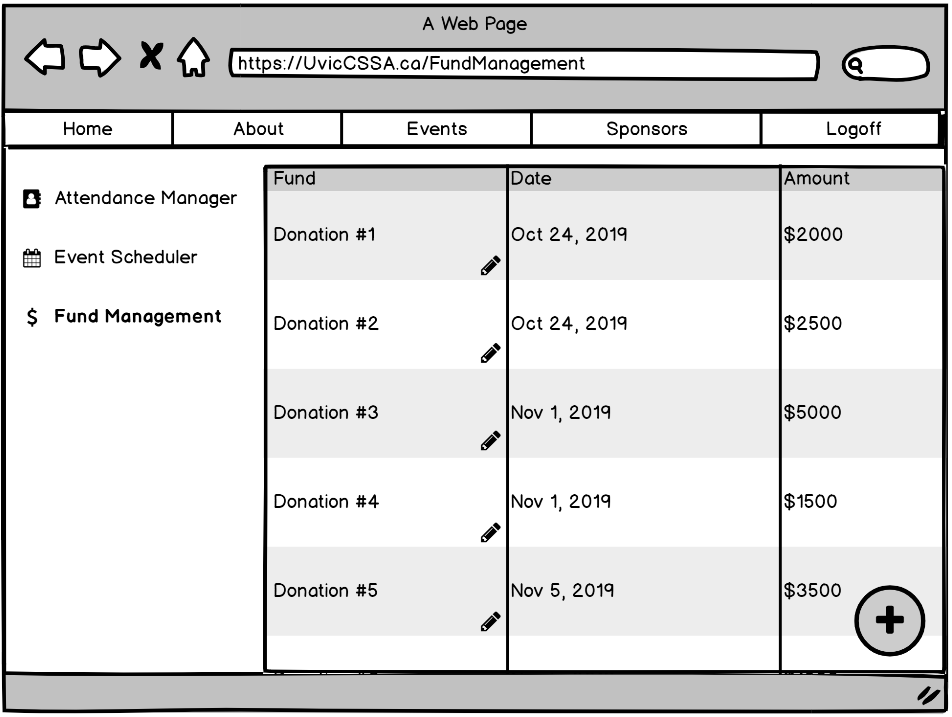 A Web Page
https://UvicCSSA.ca/FundManagement
Home About Events Sponsors Logoff
Attendance Manager
Event Scheduler
$ Fund Management
Fund Date Amount
Donation #1 Oct 24, 2019 $2000
Donation #2 Oct 24, 2019 $2500
Donation #3 Nov 1, 2019 $5000
Donation #4 Nov 1, 2019 $1500
Donation #5 Nov 5, 2019 $3500